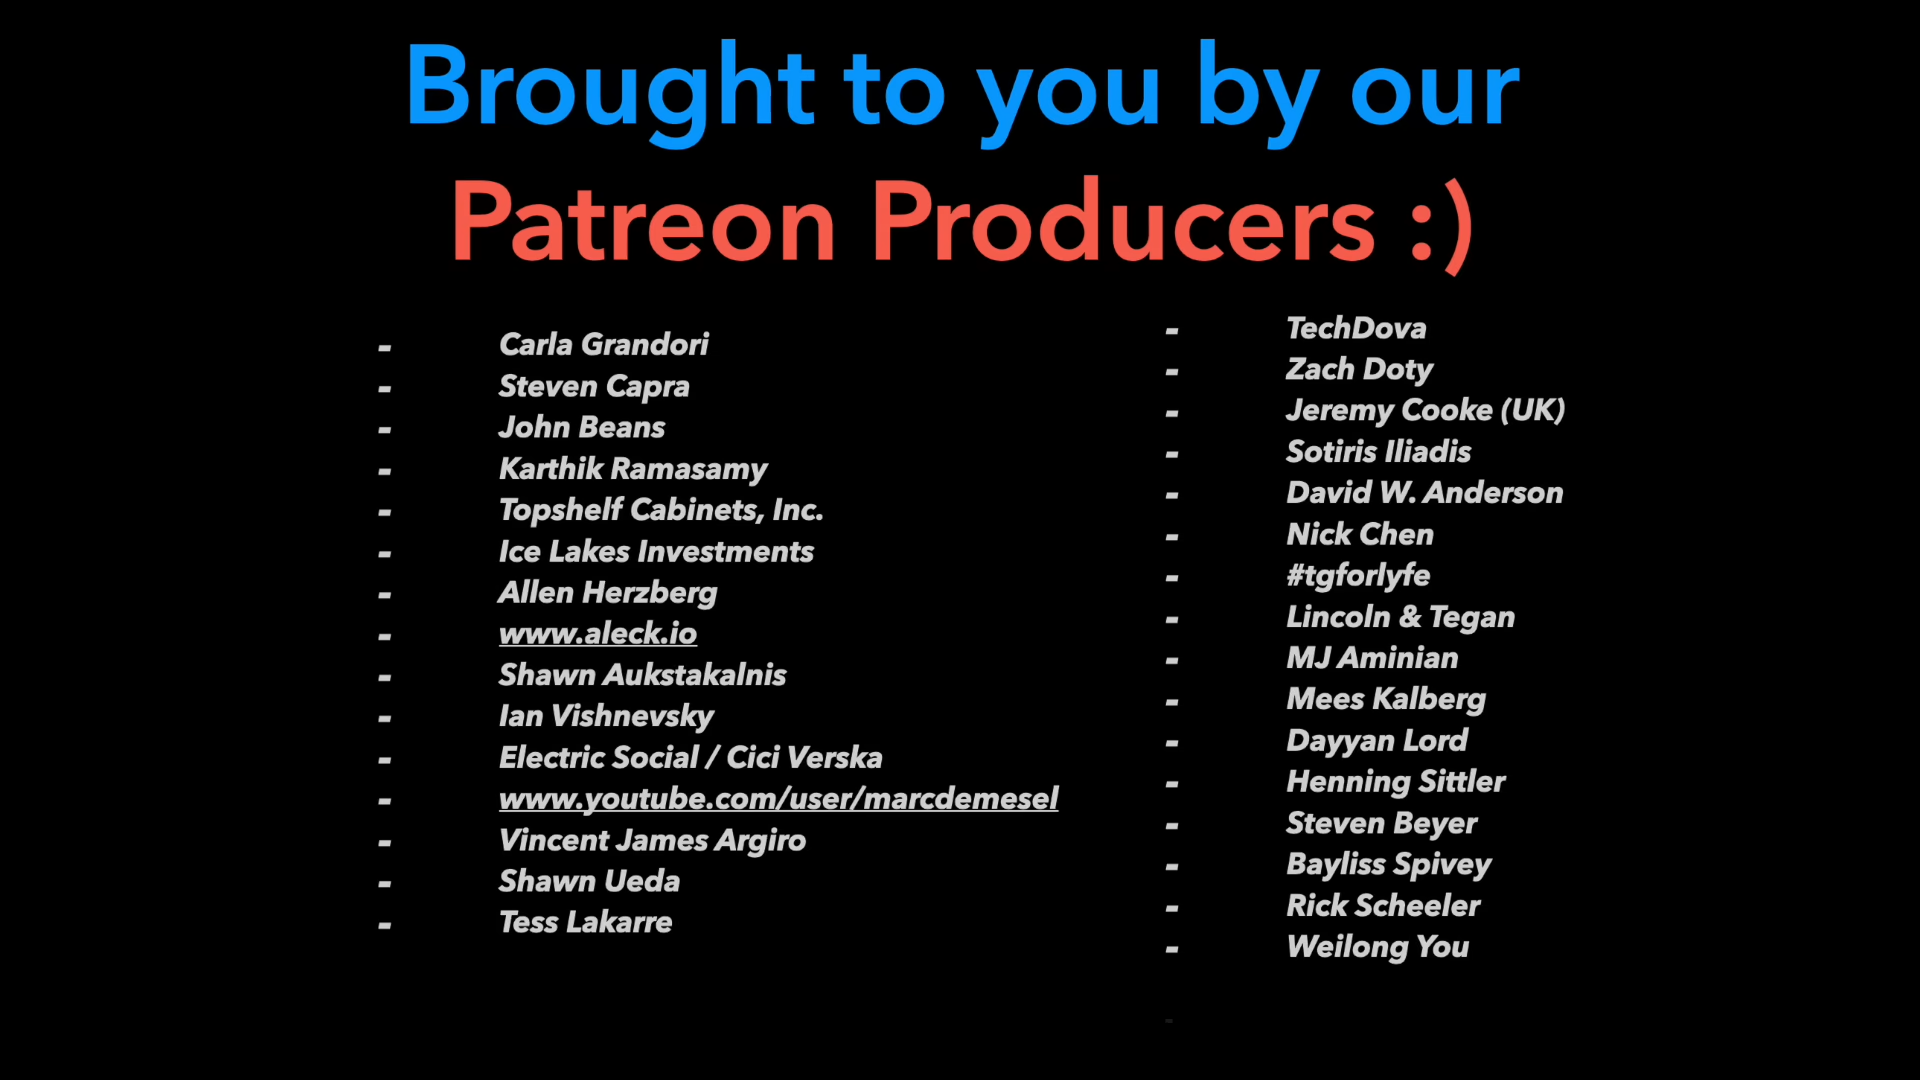 Brought to you by our
Patreon Producers :)
- Carla Grandori
- Steven Capra
- John Beans
- Karthik Ramasamy
- Topshelf Cabinets, Inc.
- Ice Lakes Investments
- Allen Herzberg
- www.aleck.io
- Shawn Aukstakalnis
- Ian Vishnevsky
- Electric Social / Cici Verska
- www.youtube.com/user/marcdemesel
- Vincent James Argiro
- Shawn Ueda
- Tess Lakarre
- TechDova
- Zach Doty
- Jeremy Cooke (UK)
- Sotiris Iliadis
- David W. Anderson
- Nick Chen
- #tgforlyfe
- Lincoln & Tegan
- MJ Aminian
- Mees Kalberg
- Dayyan Lord
- Henning Sittler
- Steven Beyer
- Bayliss Spivey
- Rick Scheeler
- Weilong You
-